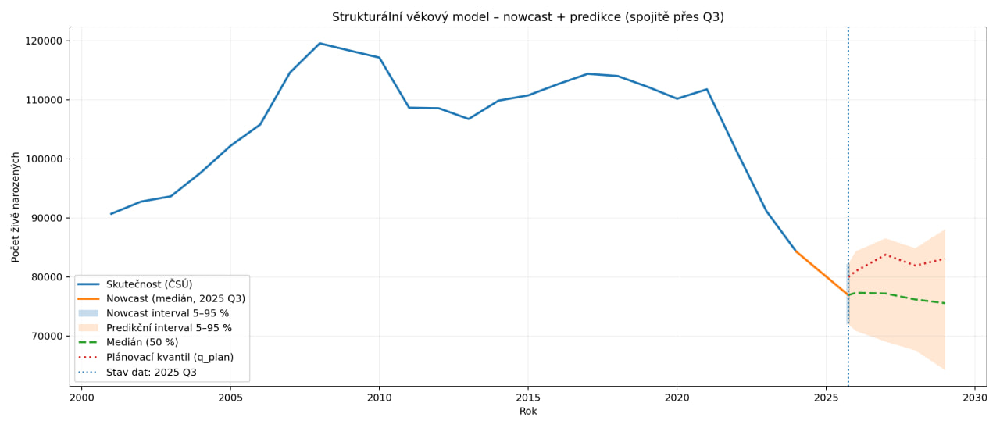 Strukturální věkový model – nowcast + predikce (spojitě přes Q3)
Počet živě narozených
120000
110000
100000
90000
80000
70000
Skutečnost (ČSÚ)
Nowcast (medián, 2025 Q3)
Nowcast interval 5–95 %
Predikční interval 5–95 %
Medián (50 %)
Plánovací kvantil (q_plan)
Stav dat: 2025 Q3
2000
2005
2010
2015
2020
2025
2030
Rok